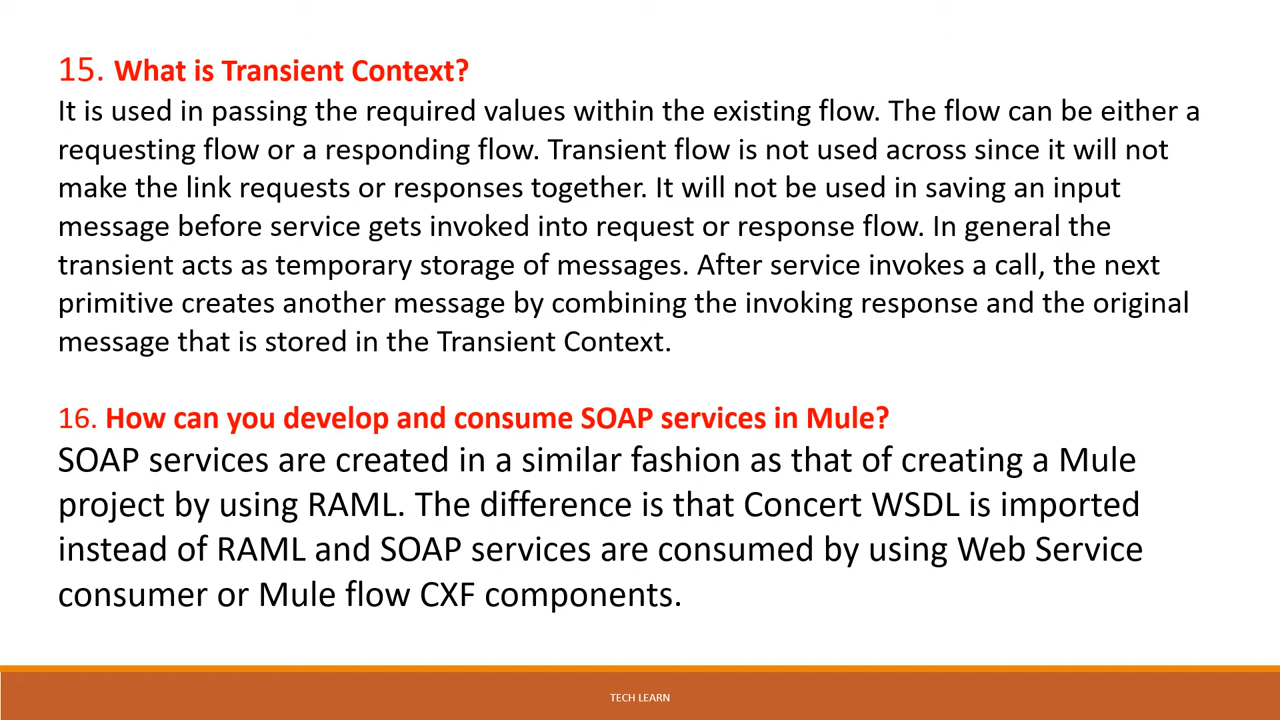 15. What is Transient Context?
It is used in passing the required values within the existing flow. The flow can be either a
requesting flow or a responding flow. Transient flow is not used across since it will not
make the link requests or responses together. It will not be used in saving an input
message before service gets invoked into request or response flow. In general the
transient acts as temporary storage of messages. After service invokes a call, the next
primitive creates another message by combining the invoking response and the original
message that is stored in the Transient Context.
16. How can you develop and consume SOAP services in Mule?
SOAP services are created in a similar fashion as that of creating a Mule
project by using RAML. The difference is that Concert WSDL is imported
instead of RAML and SOAP services are consumed by using Web Service
consumer or Mule flow CXF components.
TECH LEARN